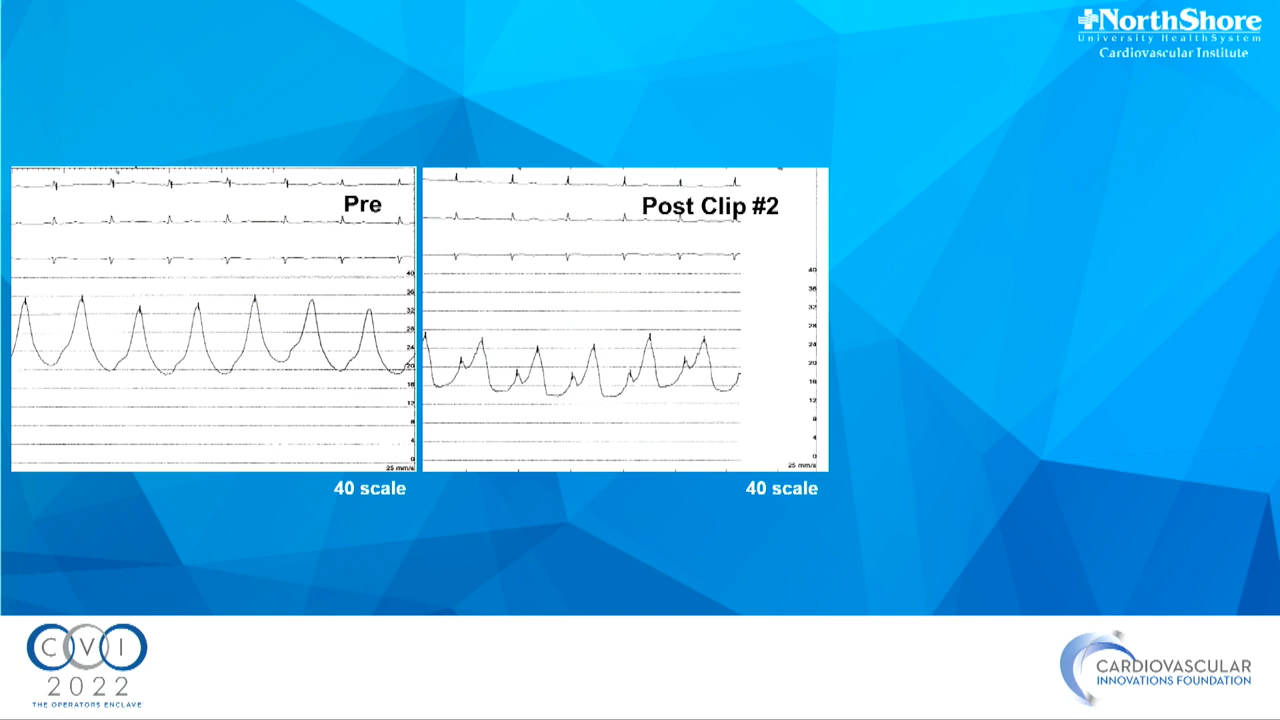 NorthShore
University HealthSystem
Cardiovascular Institute
Pre
40
36
32
28
24
20
16
12
8
4
0
25 mm/s
40 scale
Post Clip #2
40
36
32
28
24
20
16
12
8
4
0
25 mm/s
40 scale
CVI
2022
THE OPERATORS ENCLAVE
CARDIOVASCULAR
INNOVATIONS FOUNDATION